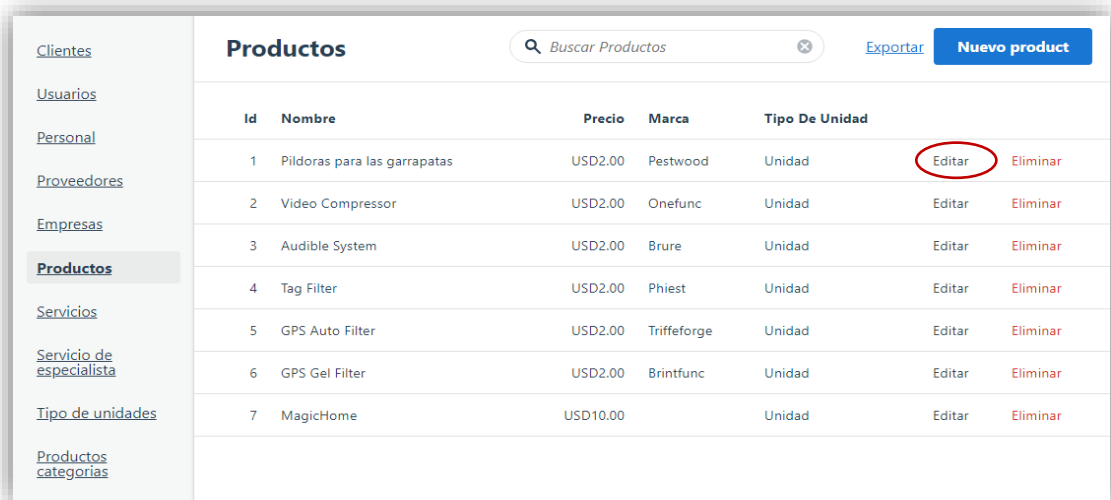 Clientes
Usuarios
Personal
Proveedores
Empresas
Productos
Servicios
Servicio de
especialista
Tipo de unidades
Productos
categorias
Productos
Buscar Productos
Exportar
Nuevo product
Id Nombre Precio Marca Tipo De Unidad
1 Pildoras para las garrapatas USD2.00 Pestwood Unidad Editar Eliminar
2 Video Compressor USD2.00 Onefunc Unidad Editar Eliminar
3 Audible System USD2.00 Brure Unidad Editar Eliminar
4 Tag Filter USD2.00 Phiest Unidad Editar Eliminar
5 GPS Auto Filter USD2.00 Triffeforge Unidad Editar Eliminar
6 GPS Gel Filter USD2.00 Brintfunc Unidad Editar Eliminar
7 MagicHome USD10.00 Unidad Editar Eliminar